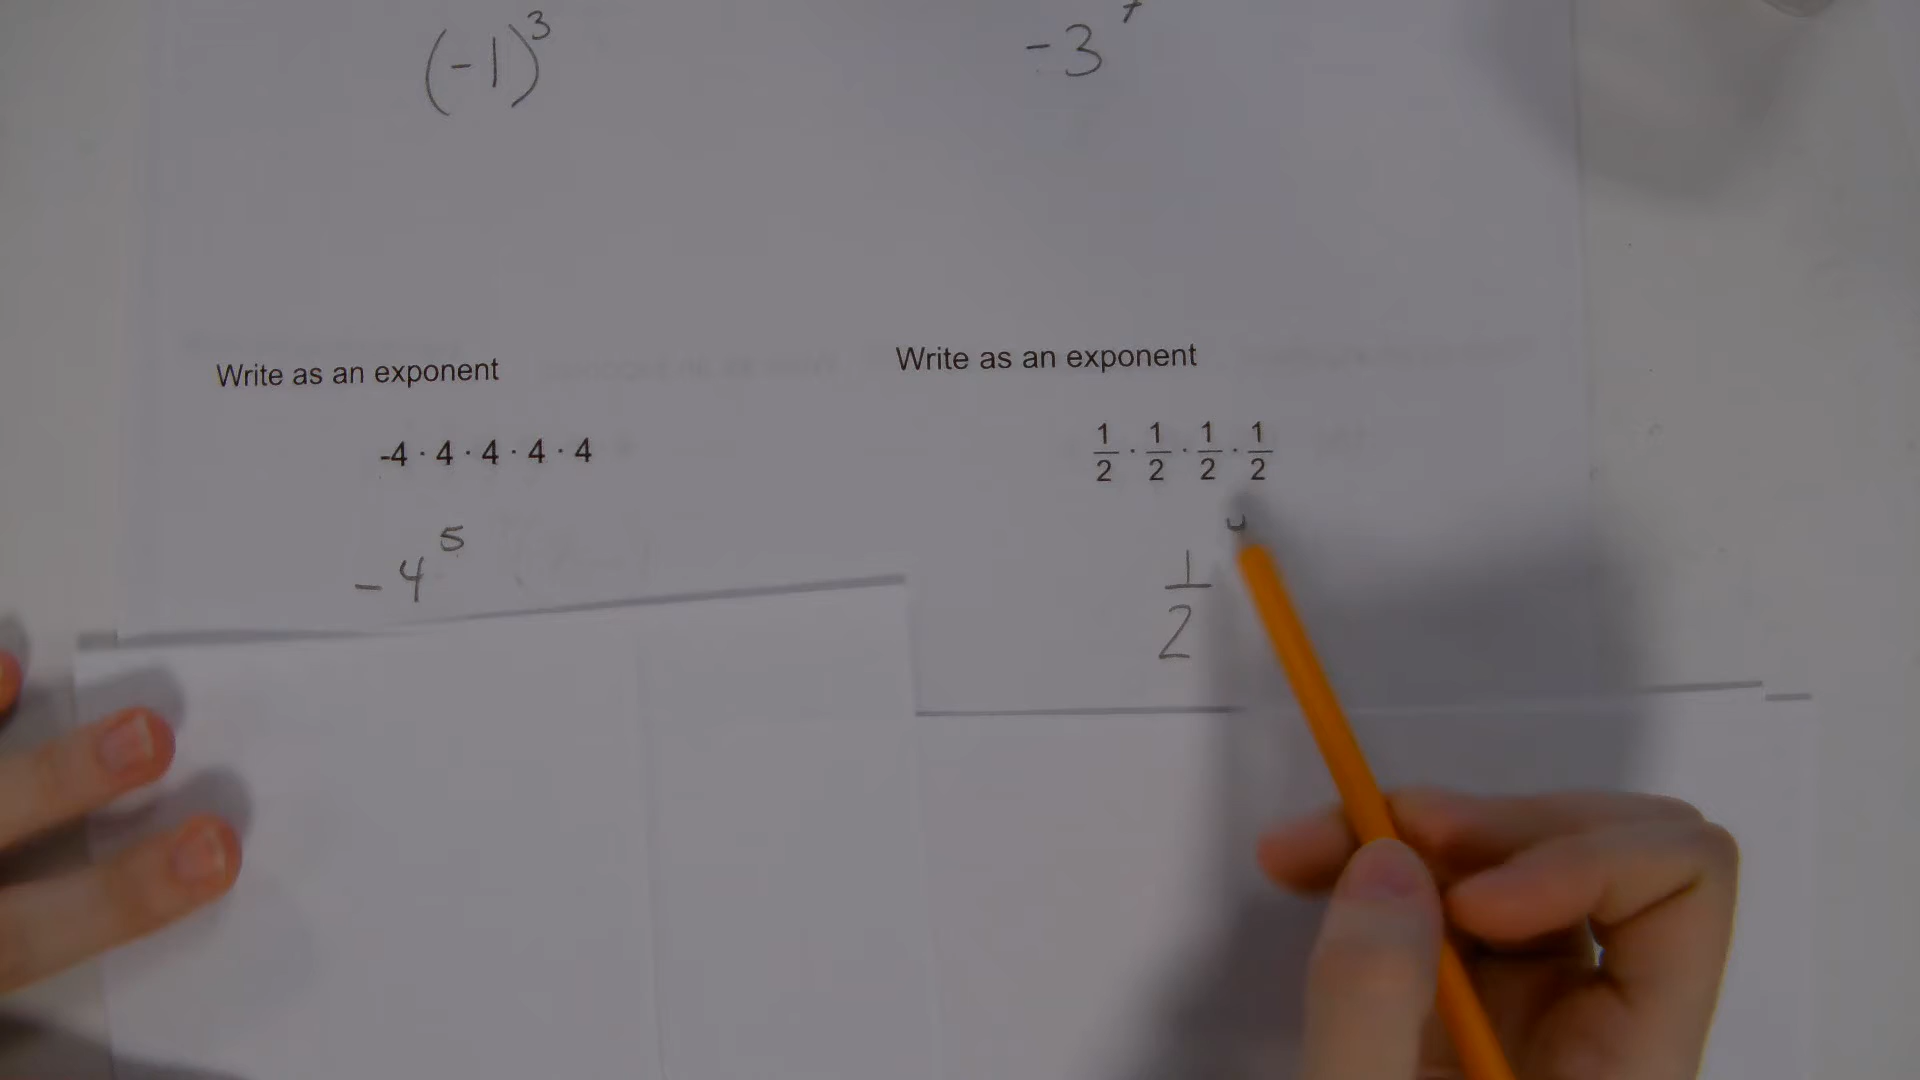 (-1)³
-3⁷
Write as an exponent
-4 · 4 · 4 · 4 · 4
-4⁵
Write as an exponent
1/2 · 1/2 · 1/2 · 1/2
1/2